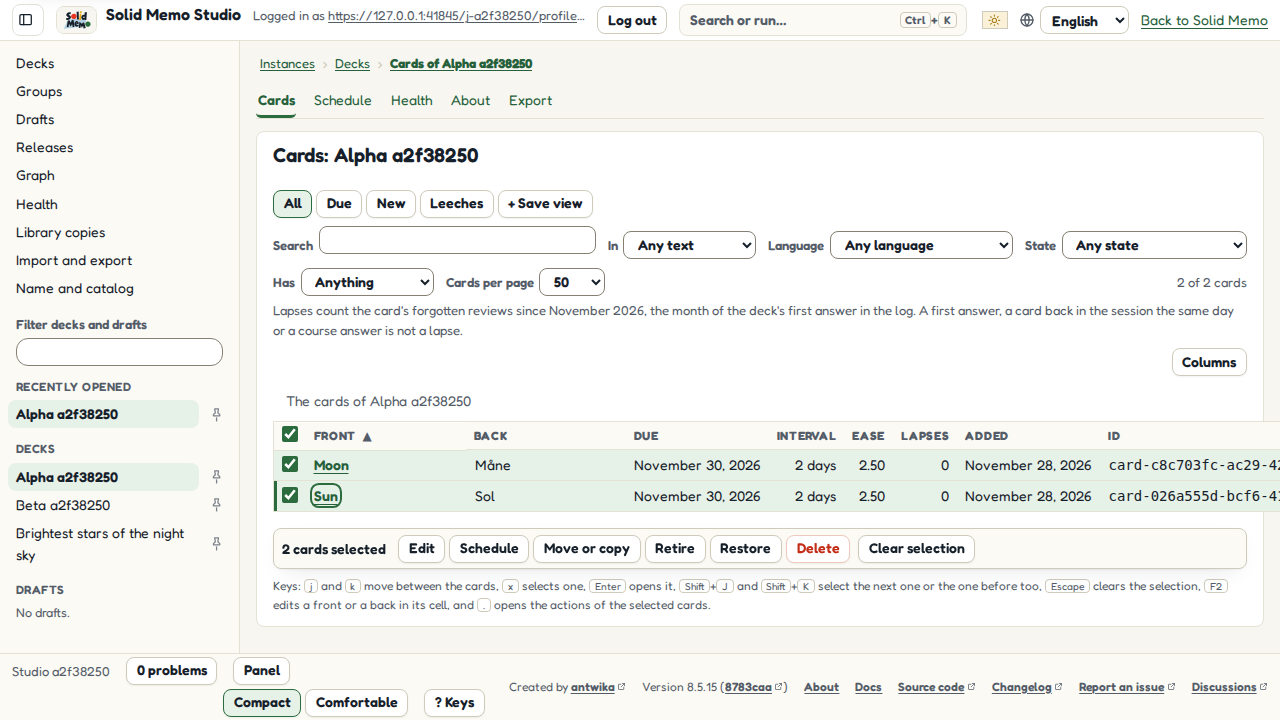 Solid Memo
Solid Memo Studio
Logged in as https://127.0.0.1:41845/j-a2f38250/profile...
Log out
Search or run...
Ctrl+K
English
Back to Solid Memo
Decks
Groups
Drafts
Releases
Graph
Health
Library copies
Import and export
Name and catalog
Filter decks and drafts
RECENTLY OPENED
Alpha a2f38250
DECKS
Alpha a2f38250
Beta a2f38250
Brightest stars of the night
sky
DRAFTS
No drafts.
Instances › Decks › Cards of Alpha a2f38250
Cards Schedule Health About Export
Cards: Alpha a2f38250
All Due New Leeches + Save view
Search In Any text Language Any language State Any state
Has Anything Cards per page 50 2 of 2 cards
Lapses count the card's forgotten reviews since November 2026, the month of the deck's first answer in the log. A first answer, a card back in the session the same day
or a course answer is not a lapse.
Columns
The cards of Alpha a2f38250
FRONT ▲ BACK DUE INTERVAL EASE LAPSES ADDED ID
Moon Måne November 30, 2026 2 days 2.50 0 November 28, 2026 card-c8c703fc-ac29-42
Sun Sol November 30, 2026 2 days 2.50 0 November 28, 2026 card-026a555d-bcf6-41
2 cards selected Edit Schedule Move or copy Retire Restore Delete Clear selection
Keys: j and k move between the cards, x selects one, Enter opens it, Shift+J and Shift+K select the next one or the one before too, Escape clears the selection, F2
edits a front or a back in its cell, and . opens the actions of the selected cards.
Studio a2f38250 0 problems Panel
Compact Comfortable ? Keys
Created by antwika Version 8.5.15 (8783caa) About Docs Source code Changelog Report an issue Discussions